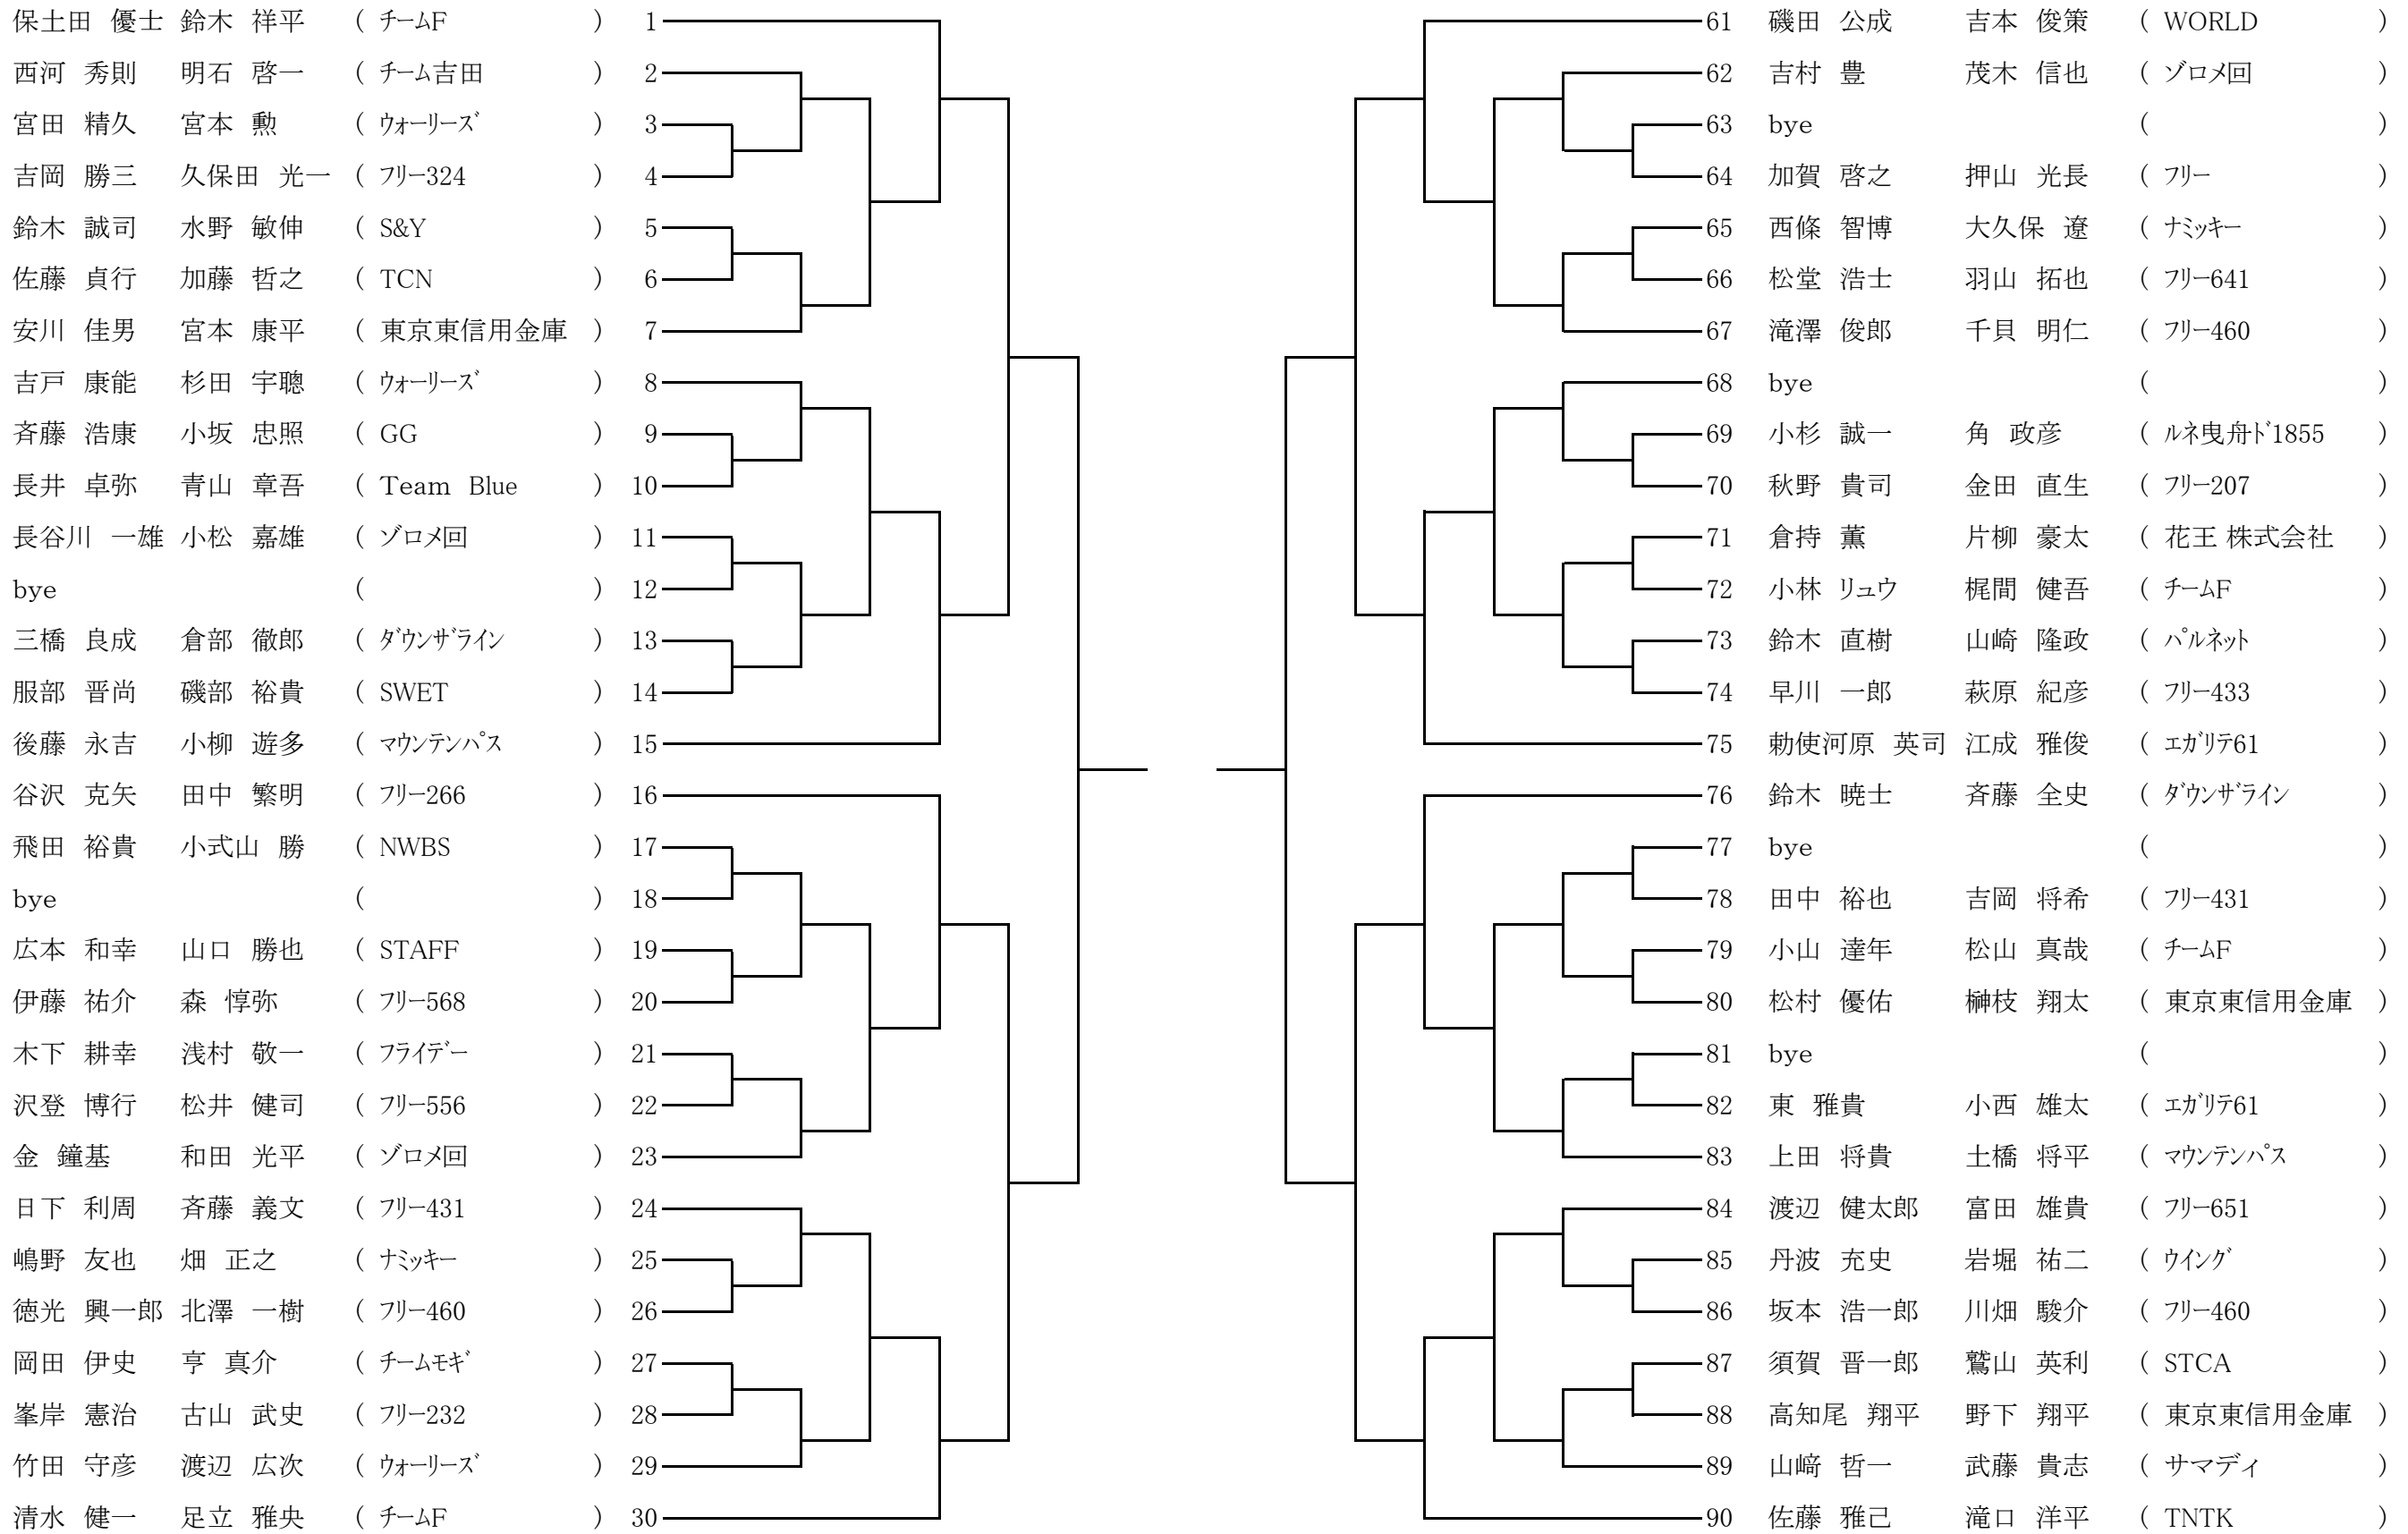 保土田 優士 鈴木 祥平 ( ﾁｰﾑF ) 1
西河 秀則 明石 啓一 ( ﾁｰﾑ吉田 ) 2
宮田 精久 宮本 勲 ( ｳｫｰﾘｰｽﾞ ) 3
吉岡 勝三 久保田 光一 ( ﾌﾘｰ324 ) 4
鈴木 誠司 水野 敏伸 ( S&Y ) 5
佐藤 貞行 加藤 哲之 ( TCN ) 6
安川 佳男 宮本 康平 ( 東京東信用金庫 ) 7
吉戸 康能 杉田 宇聰 ( ｳｫｰﾘｰｽﾞ ) 8
斉藤 浩康 小坂 忠照 ( GG ) 9
長井 卓弥 青山 章吾 ( Team Blue ) 10
長谷川 一雄 小松 嘉雄 ( ゾロメ回 ) 11
bye ( ) 12
三橋 良成 倉部 徹郎 ( ﾀﾞｳﾝｻﾞﾗｲﾝ ) 13
服部 晋尚 磯部 裕貴 ( SWET ) 14
後藤 永吉 小柳 遊多 ( ﾏｳﾝﾃﾝﾊﾟｽ ) 15
谷沢 克矢 田中 繁明 ( ﾌﾘｰ266 ) 16
飛田 裕貴 小式山 勝 ( NWBS ) 17
bye ( ) 18
広本 和幸 山口 勝也 ( STAFF ) 19
伊藤 祐介 森 惇弥 ( ﾌﾘｰ568 ) 20
木下 耕幸 浅村 敬一 ( ﾌﾗｲﾃﾞｰ ) 21
沢登 博行 松井 健司 ( ﾌﾘｰ556 ) 22
金 鐘基 和田 光平 ( ゾロメ回 ) 23
日下 利周 斉藤 義文 ( ﾌﾘｰ431 ) 24
嶋野 友也 畑 正之 ( ﾅﾐｯｷｰ ) 25
徳光 興一郎 北澤 一樹 ( ﾌﾘｰ460 ) 26
岡田 伊史 亨 真介 ( ﾁｰﾑﾓｷﾞ ) 27
峯岸 憲治 古山 武史 ( ﾌﾘｰ232 ) 28
竹田 守彦 渡辺 広次 ( ｳｫｰﾘｰｽﾞ ) 29
清水 健一 足立 雅央 ( ﾁｰﾑF ) 30
61 磯田 公成 吉本 俊策 ( WORLD )
62 吉村 豊 茂木 信也 ( ゾロメ回 )
63 bye ( )
64 加賀 啓之 押山 光長 ( ﾌﾘｰ )
65 西條 智博 大久保 遼 ( ﾅﾐｯｷｰ )
66 松堂 浩士 羽山 拓也 ( ﾌﾘｰ641 )
67 滝澤 俊郎 千貝 明仁 ( ﾌﾘｰ460 )
68 bye ( )
69 小杉 誠一 角 政彦 ( ﾙﾈ曳舟ﾄﾞ1855 )
70 秋野 貴司 金田 直生 ( ﾌﾘｰ207 )
71 倉持 薫 片柳 豪太 ( 花王 株式会社 )
72 小林 リュウ 梶間 健吾 ( ﾁｰﾑF )
73 鈴木 直樹 山崎 隆政 ( ﾊﾟﾙﾈｯﾄ )
74 早川 一郎 萩原 紀彦 ( ﾌﾘｰ433 )
75 勅使河原 英司 江成 雅俊 ( ｴｶﾞﾘﾃ61 )
76 鈴木 暁士 斉藤 全史 ( ﾀﾞｳﾝｻﾞﾗｲﾝ )
77 bye ( )
78 田中 裕也 吉岡 将希 ( ﾌﾘｰ431 )
79 小山 達年 松山 真哉 ( ﾁｰﾑF )
80 松村 優佑 榊枝 翔太 ( 東京東信用金庫 )
81 bye ( )
82 東 雅貴 小西 雄太 ( ｴｶﾞﾘﾃ61 )
83 上田 将貴 土橋 将平 ( ﾏｳﾝﾃﾝﾊﾟｽ )
84 渡辺 健太郎 富田 雄貴 ( ﾌﾘｰ651 )
85 丹波 充史 岩堀 祐二 ( ｳｲﾝｸﾞ )
86 坂本 浩一郎 川畑 駿介 ( ﾌﾘｰ460 )
87 須賀 晋一郎 鷲山 英利 ( STCA )
88 高知尾 翔平 野下 翔平 ( 東京東信用金庫 )
89 山﨑 哲一 武藤 貴志 ( サマディ )
90 佐藤 雅己 滝口 洋平 ( TNTK )